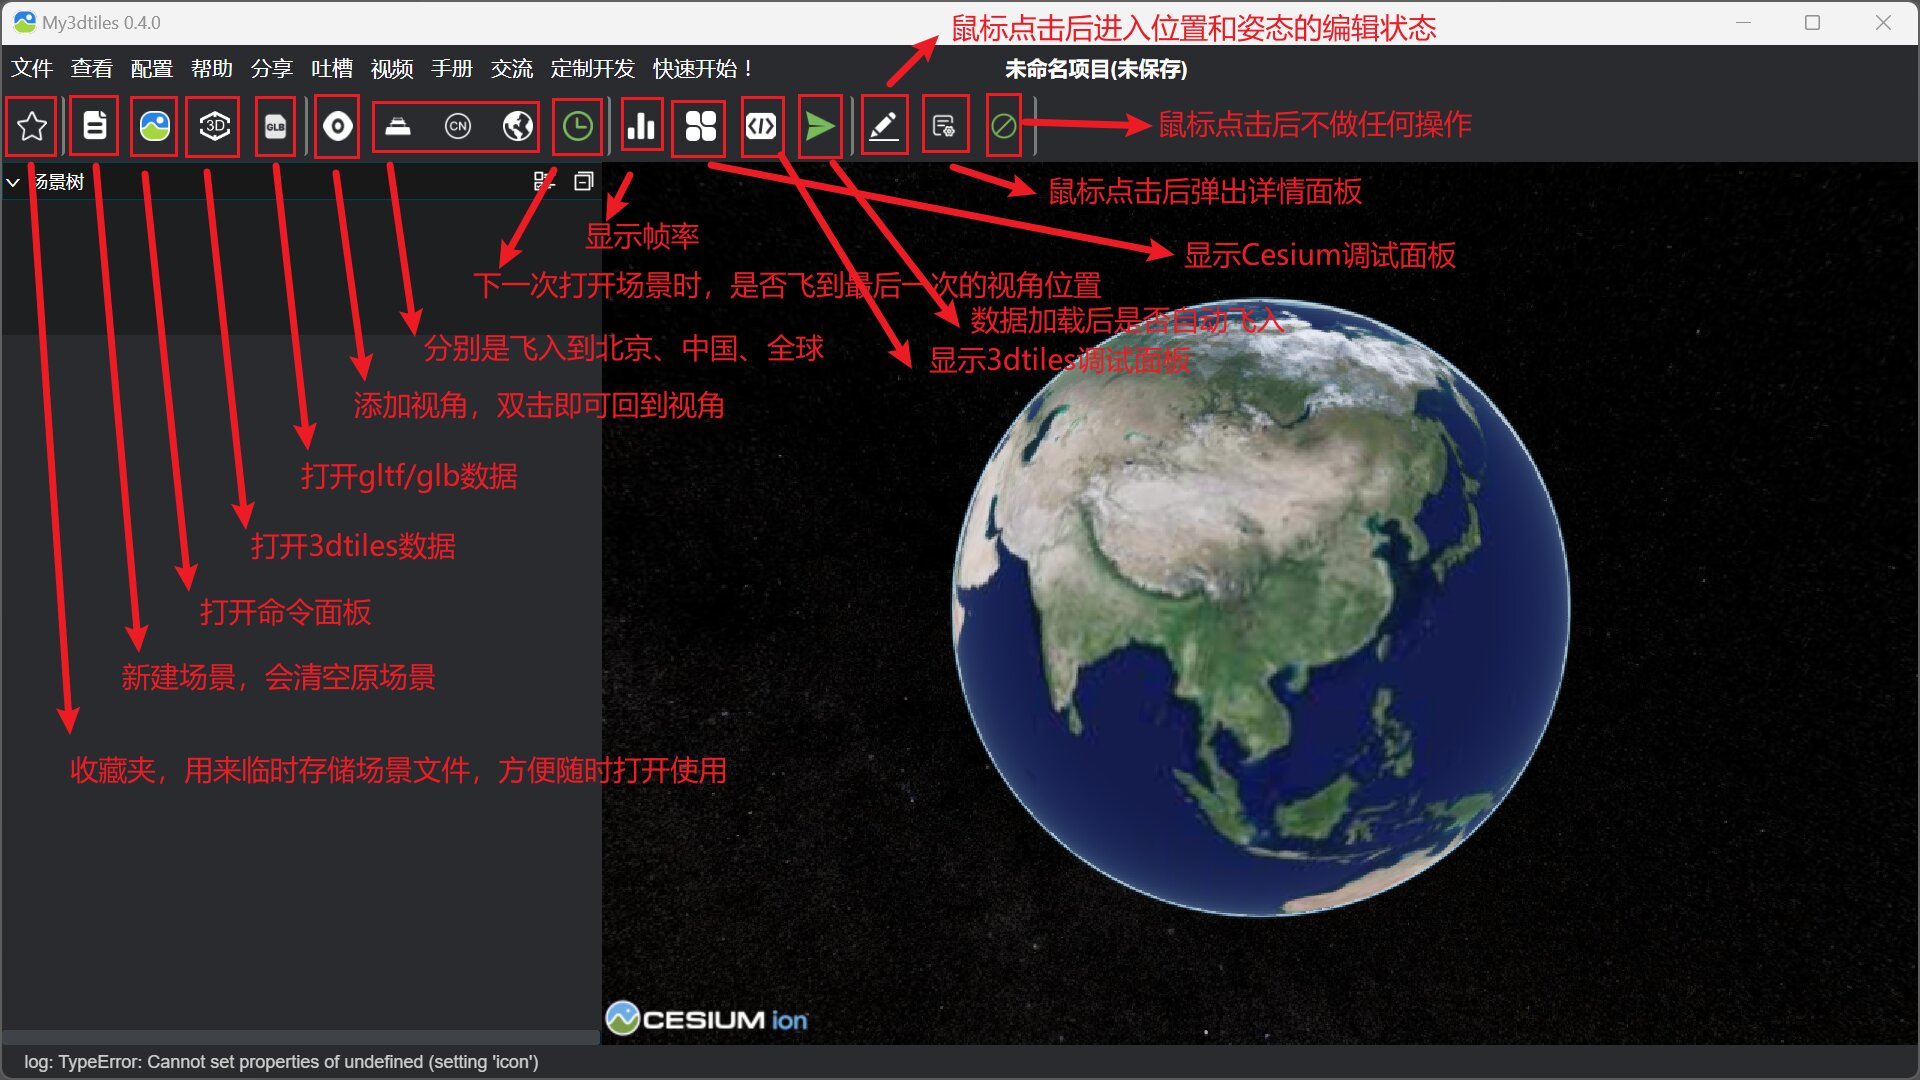 My3dtiles 0.4.0
鼠标点击后进入位置和姿态的编辑状态
文件 查看 配置 帮助 分享 吐槽 视频 手册 交流 定制开发 快速开始！
未命名项目(未保存)
3D
GLB
CN
鼠标点击后不做任何操作
场景树
鼠标点击后弹出详情面板
显示帧率
显示Cesium调试面板
下一次打开场景时，是否飞到最后一次的视角位置
数据加载后是否自动飞入
分别是飞入到北京、中国、全球
显示3dtiles调试面板
添加视角，双击即可回到视角
打开gltf/glb数据
打开3dtiles数据
打开命令面板
新建场景，会清空原场景
收藏夹，用来临时存储场景文件，方便随时打开使用
CESIUM ion
log: TypeError: Cannot set properties of undefined (setting 'icon')